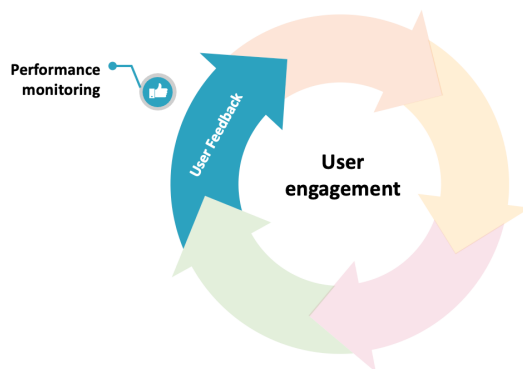 Performance
monitoring
User Feedback
User
engagement